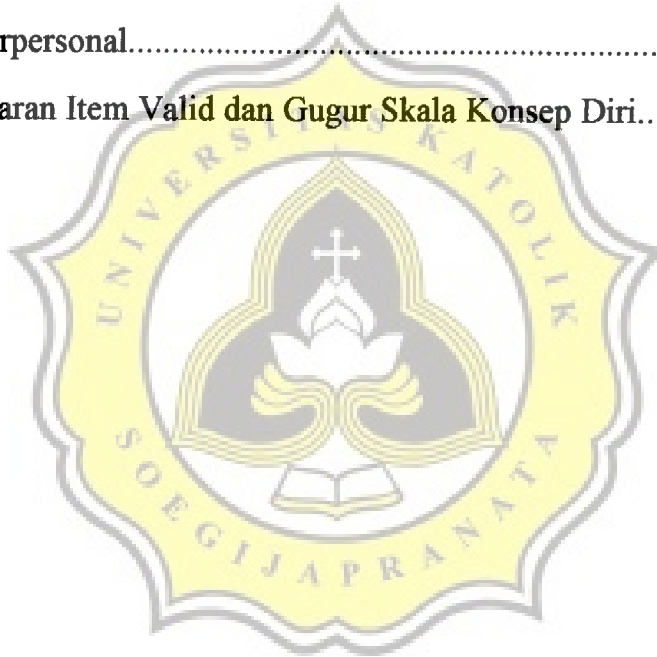 rpersonal......................................................
aran Item Valid dan Gugur Skala Konsep Diri..
UNIVERSITAS KATOLIK
SOEGIJAPRANATA